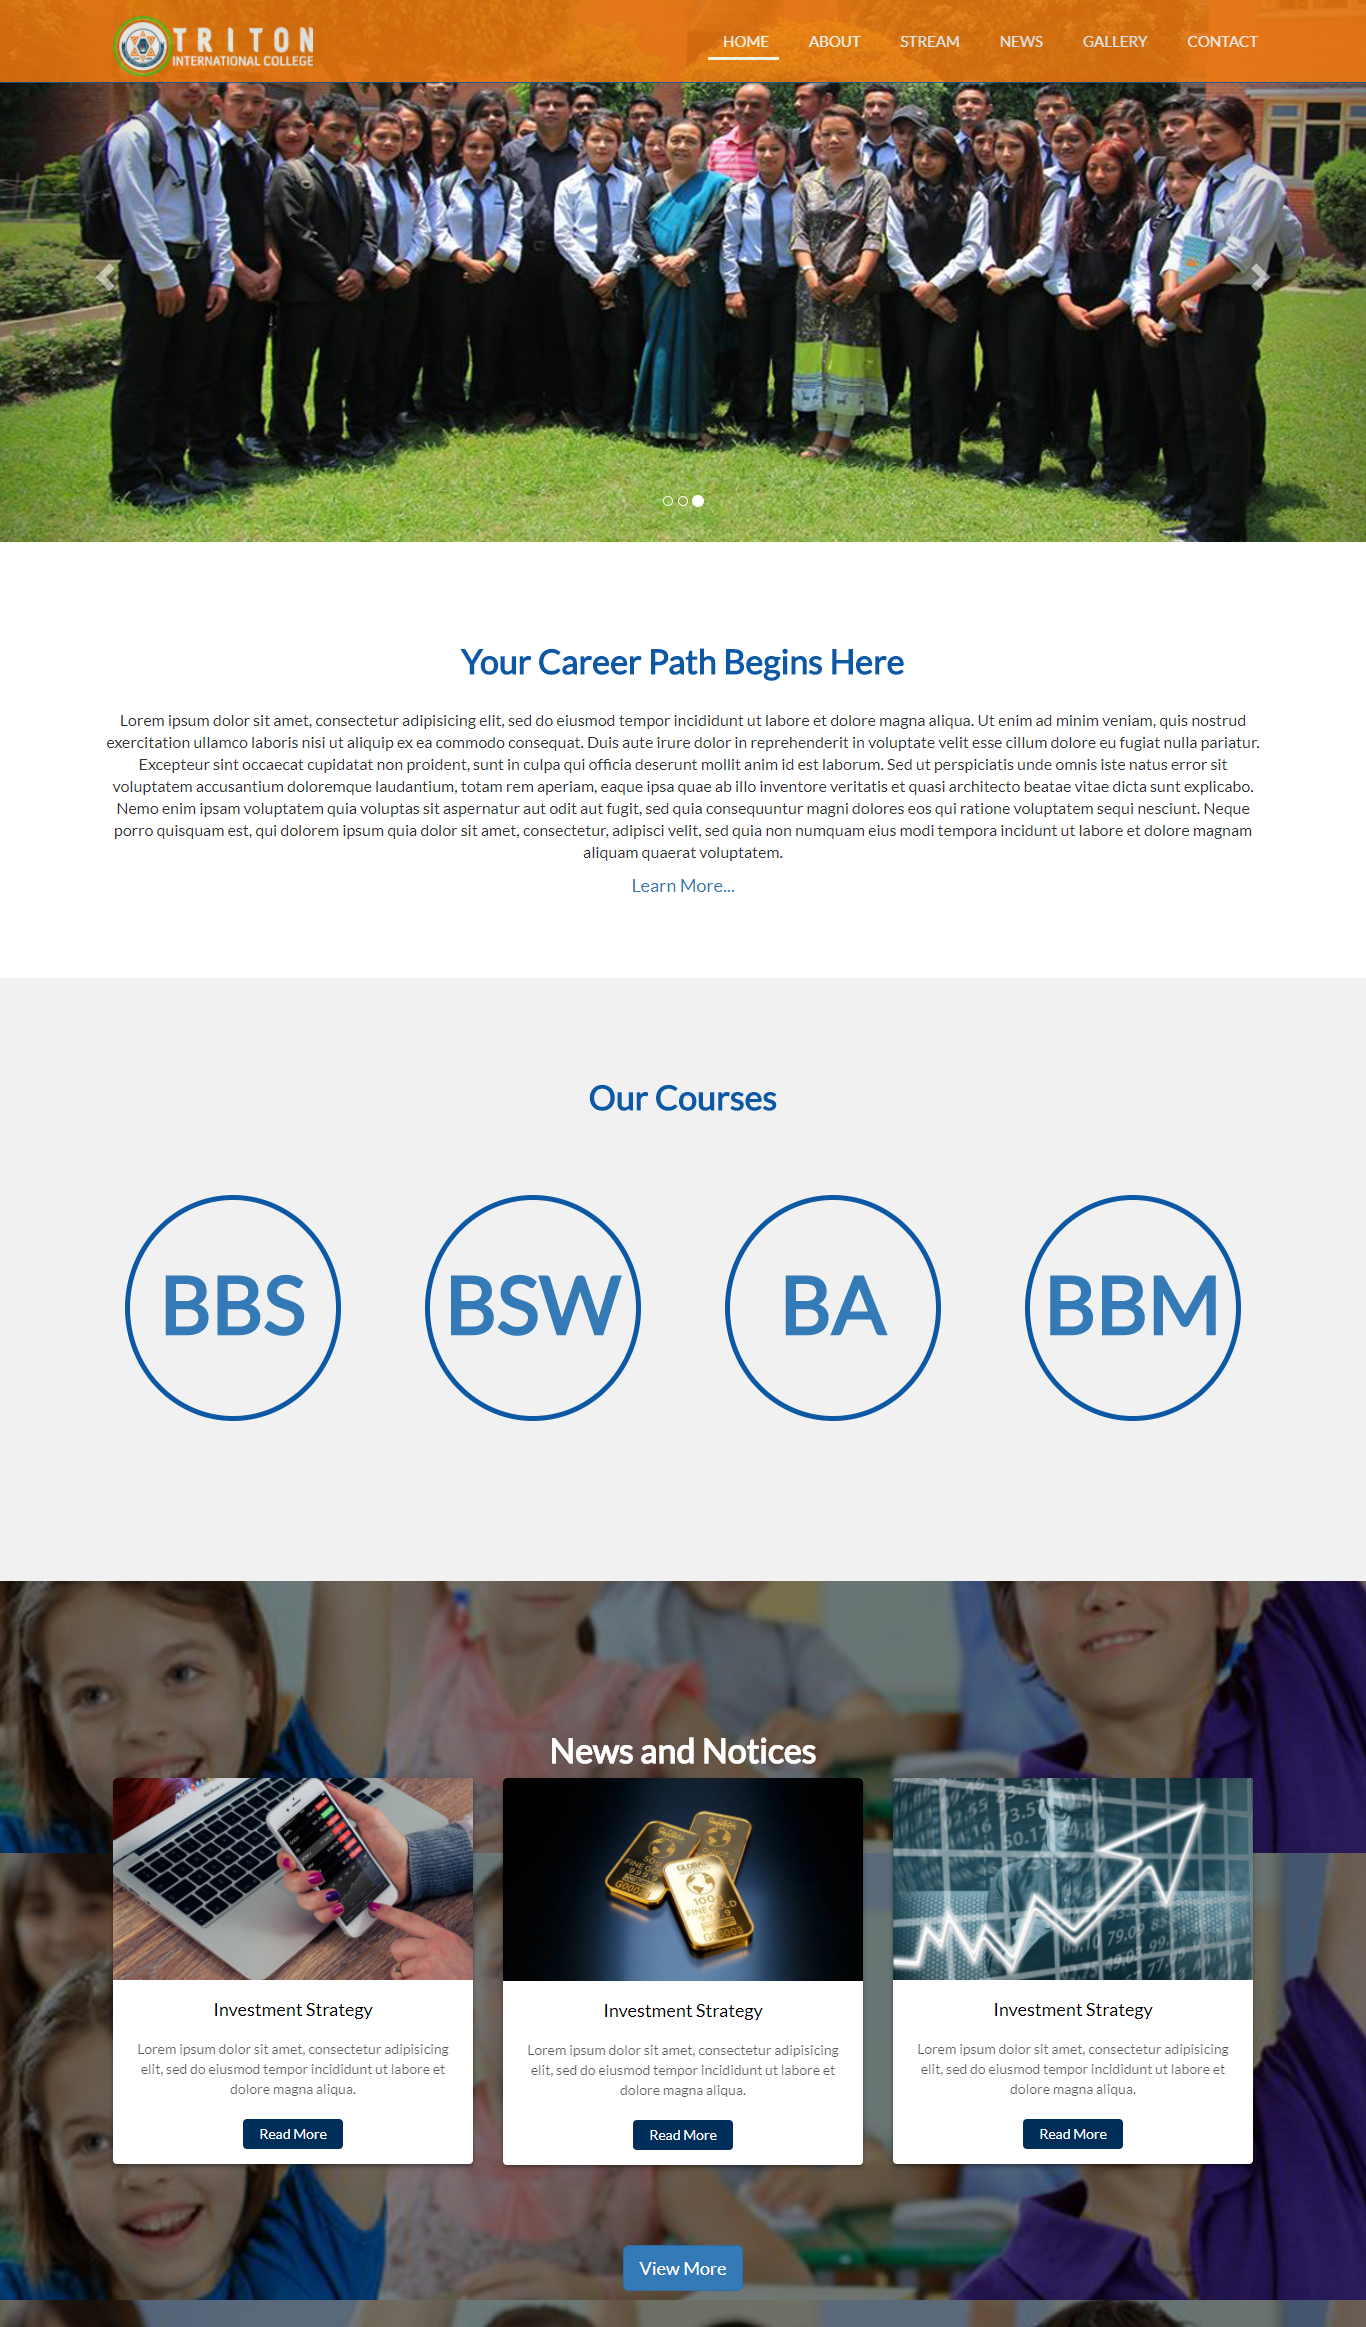 TRITON
INTERNATIONAL COLLEGE
HOME ABOUT STREAM NEWS GALLERY CONTACT
Your Career Path Begins Here
Lorem ipsum dolor sit amet, consectetur adipisicing elit, sed do eiusmod tempor incididunt ut labore et dolore magna aliqua. Ut enim ad minim veniam, quis nostrud
exercitation ullamco laboris nisi ut aliquip ex ea commodo consequat. Duis aute irure dolor in reprehenderit in voluptate velit esse cillum dolore eu fugiat nulla pariatur.
Excepteur sint occaecat cupidatat non proident, sunt in culpa qui officia deserunt mollit anim id est laborum. Sed ut perspiciatis unde omnis iste natus error sit
voluptatem accusantium doloremque laudantium, totam rem aperiam, eaque ipsa quae ab illo inventore veritatis et quasi architecto beatae vitae dicta sunt explicabo.
Nemo enim ipsam voluptatem quia voluptas sit aspernatur aut odit aut fugit, sed quia consequuntur magni dolores eos qui ratione voluptatem sequi nesciunt. Neque
porro quisquam est, qui dolorem ipsum quia dolor sit amet, consectetur, adipisci velit, sed quia non numquam eius modi tempora incidunt ut labore et dolore magnam
aliquam quaerat voluptatem.
Learn More...
Our Courses
BBS BSW BA BBM
News and Notices
GLOBAL
100g
FINE GOLD
999.9
G00003
Investment Strategy
Lorem ipsum dolor sit amet, consectetur adipisicing
elit, sed do eiusmod tempor incididunt ut labore et
dolore magna aliqua.
Read More
Investment Strategy
Lorem ipsum dolor sit amet, consectetur adipisicing
elit, sed do eiusmod tempor incididunt ut labore et
dolore magna aliqua.
Read More
Investment Strategy
Lorem ipsum dolor sit amet, consectetur adipisicing
elit, sed do eiusmod tempor incididunt ut labore et
dolore magna aliqua.
Read More
View More